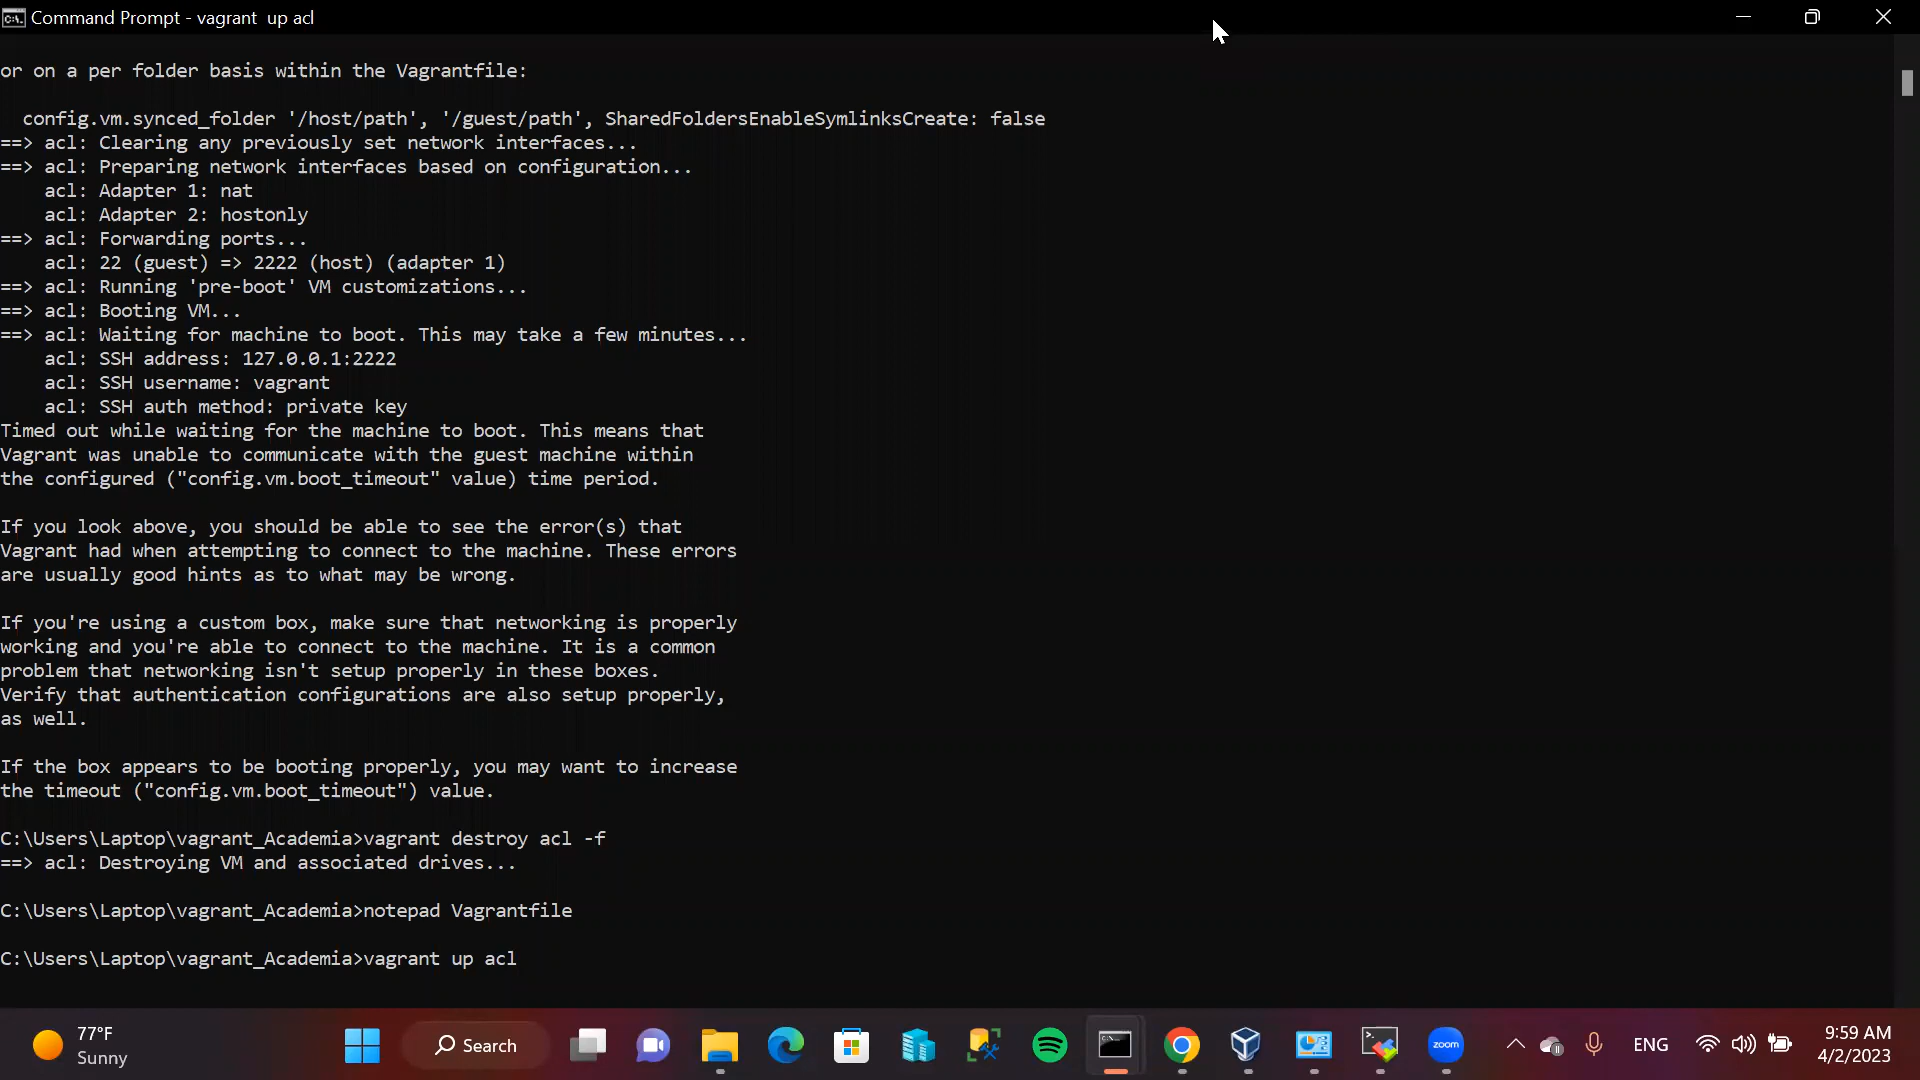 Command Prompt - vagrant  up acl
or on a per folder basis within the Vagrantfile:
config.vm.synced_folder '/host/path', '/guest/path', SharedFoldersEnableSymlinksCreate: false
==> acl: Clearing any previously set network interfaces...
==> acl: Preparing network interfaces based on configuration...
acl: Adapter 1: nat
acl: Adapter 2: hostonly
==> acl: Forwarding ports...
acl: 22 (guest) => 2222 (host) (adapter 1)
==> acl: Running 'pre-boot' VM customizations...
==> acl: Booting VM...
==> acl: Waiting for machine to boot. This may take a few minutes...
acl: SSH address: 127.0.0.1:2222
acl: SSH username: vagrant
acl: SSH auth method: private key
Timed out while waiting for the machine to boot. This means that
Vagrant was unable to communicate with the guest machine within
the configured ("config.vm.boot_timeout" value) time period.
If you look above, you should be able to see the error(s) that
Vagrant had when attempting to connect to the machine. These errors
are usually good hints as to what may be wrong.
If you're using a custom box, make sure that networking is properly
working and you're able to connect to the machine. It is a common
problem that networking isn't setup properly in these boxes.
Verify that authentication configurations are also setup properly,
as well.
If the box appears to be booting properly, you may want to increase
the timeout ("config.vm.boot_timeout") value.
C:\Users\Laptop\vagrant_Academia>vagrant destroy acl -f
==> acl: Destroying VM and associated drives...
C:\Users\Laptop\vagrant_Academia>notepad Vagrantfile
C:\Users\Laptop\vagrant_Academia>vagrant up acl
77°F
Sunny
Search
zoom
ENG
9:59 AM
4/2/2023